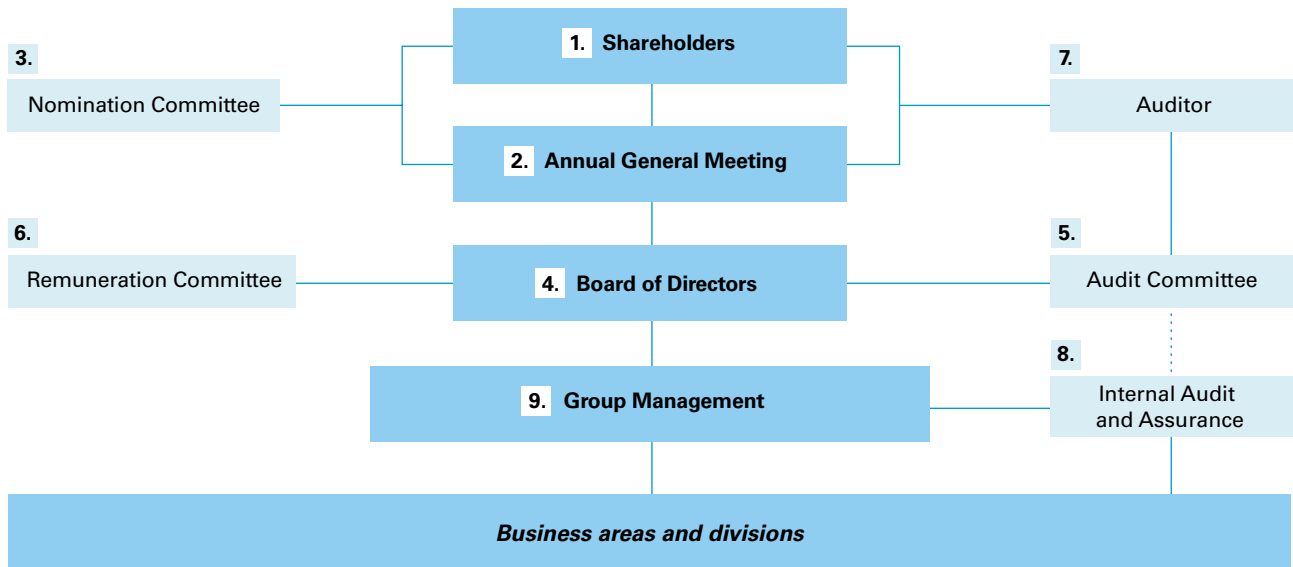 1. Shareholders
3.
Nomination Committee
7.
Auditor
2. Annual General Meeting
6.
Remuneration Committee
4. Board of Directors
5.
Audit Committee
9. Group Management
8.
Internal Audit
and Assurance
Business areas and divisions